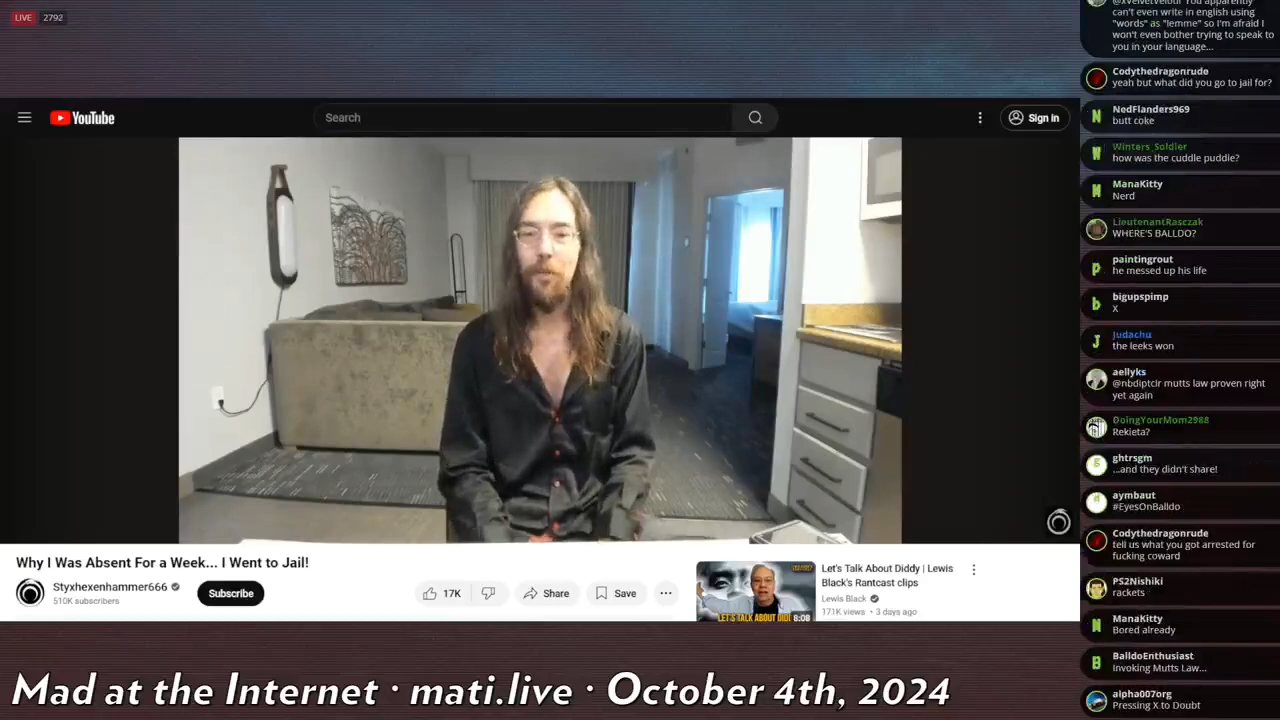 LIVE 2792
YouTube
Search
Sign in
Why I Was Absent For a Week... I Went to Jail!
Styxhexenhammer666
510K subscribers
Subscribe
17K
Share
Save
LET'S TALK ABOUT DIDD
8:08
Let's Talk About Diddy | Lewis
Black's Rantcast clips
Lewis Black
171K views • 3 days ago
Mad at the Internet · mati.live · October 4th, 2024
can't even write in english using
"words" as "lemme" so I'm afraid I
won't even bother trying to speak to
you in your language...
Codythedragonrude
yeah but what did you go to jail for?
NedFlanders969
butt coke
Winters_Soldier
how was the cuddle puddle?
ManaKitty
Nerd
LieutenantRasczak
WHERE'S BALLDO?
paintingrout
he messed up his life
bigupspimp
X
Judachu
the leeks won
aellyks
@nbdiptclr mutts law proven right
yet again
DoingYourMom2988
Rekieta?
ghtrsgm
...and they didn't share!
aymbaut
#EyesOnBalldo
Codythedragonrude
tell us what you got arrested for
fucking coward
PS2Nishiki
rackets
ManaKitty
Bored already
BalldoEnthusiast
Invoking Mutts Law...
alpha007org
Pressing X to Doubt